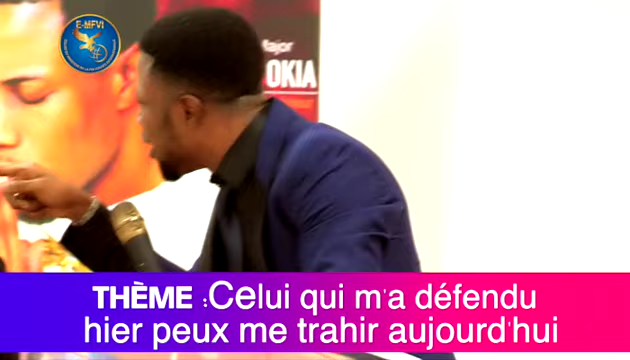 E-MFVI
Major
OKIA
THÈME : Celui qui m'a défendu
hier peux me trahir aujourd'hui